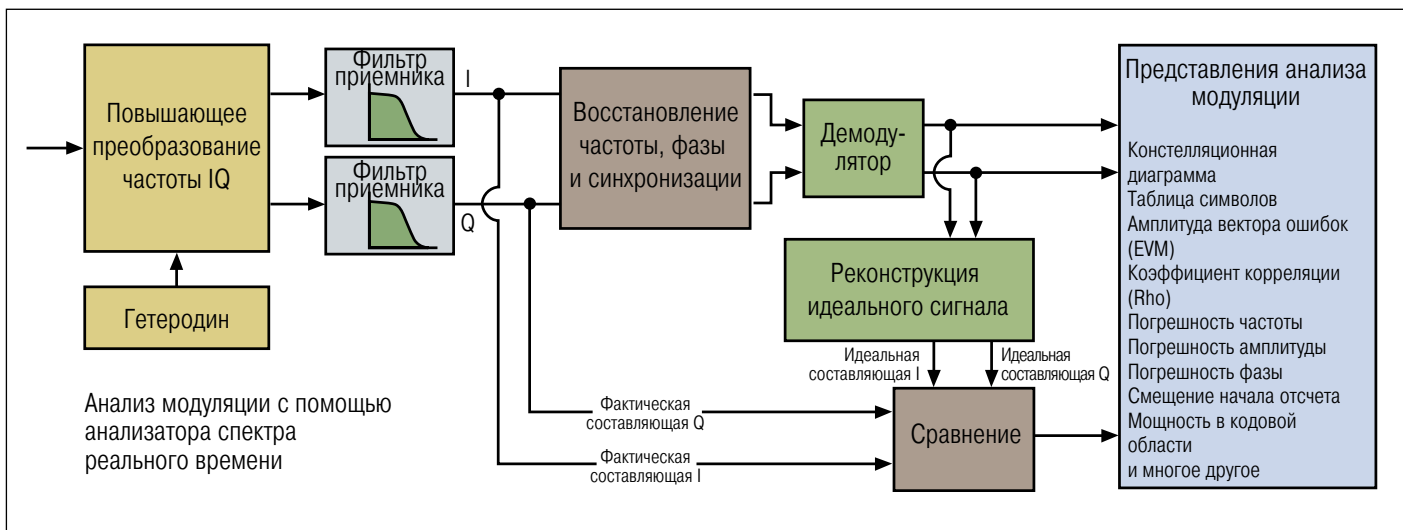 Повышающее
преобразование
частоты IQ
Гетеродин
Фильтр
приемника
I
Фильтр
приемника
Q
Восстановление
частоты, фазы
и синхронизации
Демоду-
лятор
Реконструкция
идеального сигнала
Идеальная
составляющая I
Идеальная
составляющая Q
Фактическая
составляющая Q
Фактическая
составляющая I
Сравнение
Представления анализа
модуляции
Констелляционная
диаграмма
Таблица символов
Амплитуда вектора ошибок
(EVM)
Коэффициент корреляции
(Rho)
Погрешность частоты
Погрешность амплитуды
Погрешность фазы
Смещение начала отсчета
Мощность в кодовой
области
и многое другое
Анализ модуляции с помощью
анализатора спектра
реального времени